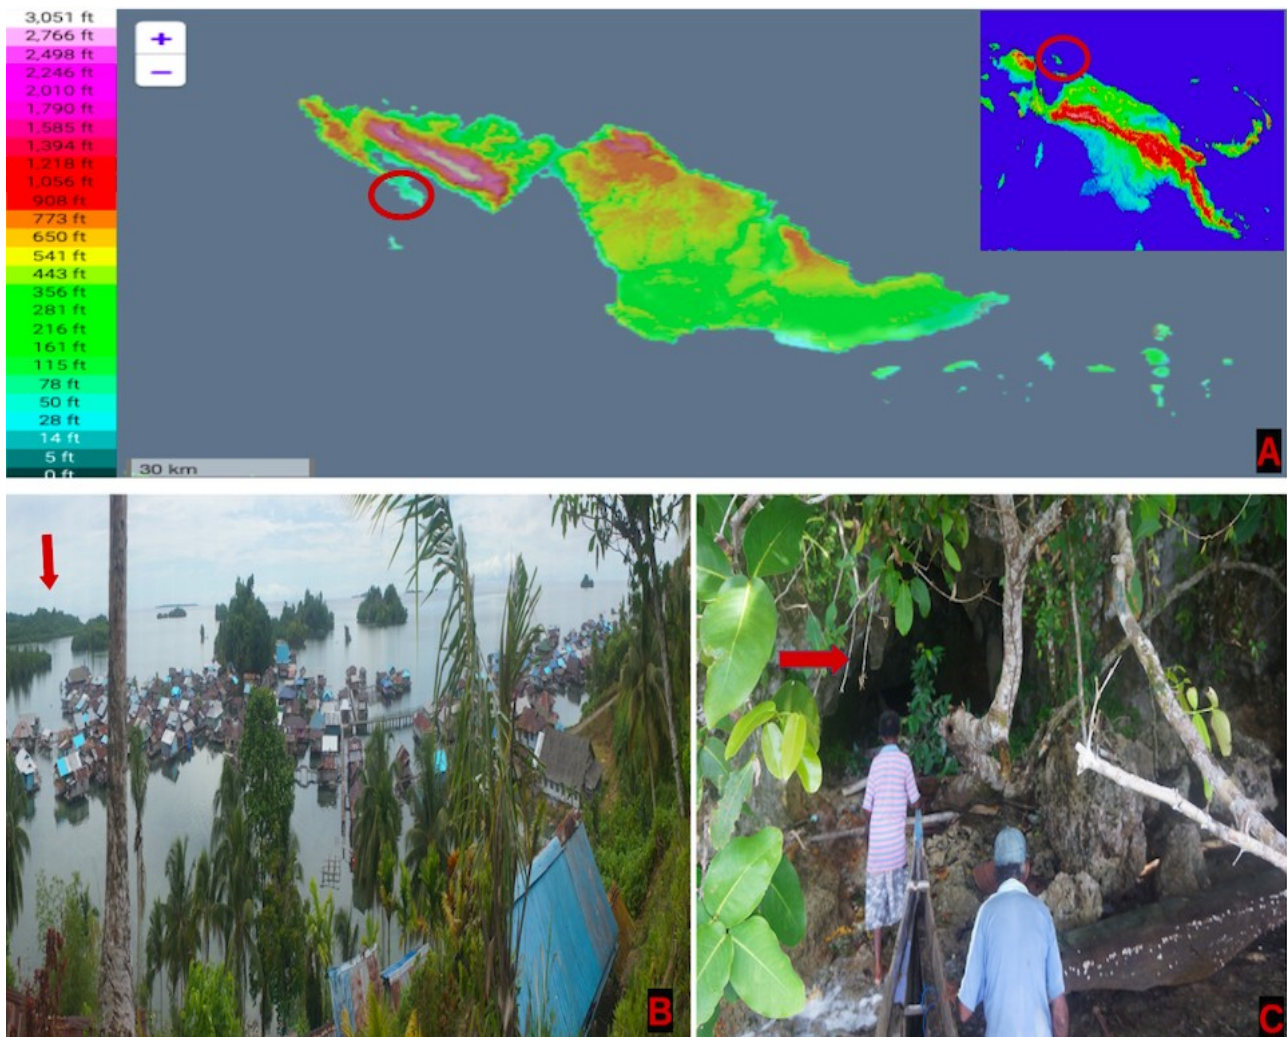 3,051 ft
2,766 ft
2,498 ft
2,246 ft
2,010 ft
1,790 ft
1,585 ft
1,394 ft
1,218 ft
1,056 ft
908 ft
773 ft
650 ft
541 ft
443 ft
356 ft
281 ft
216 ft
161 ft
115 ft
78 ft
50 ft
28 ft
14 ft
5 ft
0 ft
+
−
30 km
A
B
C